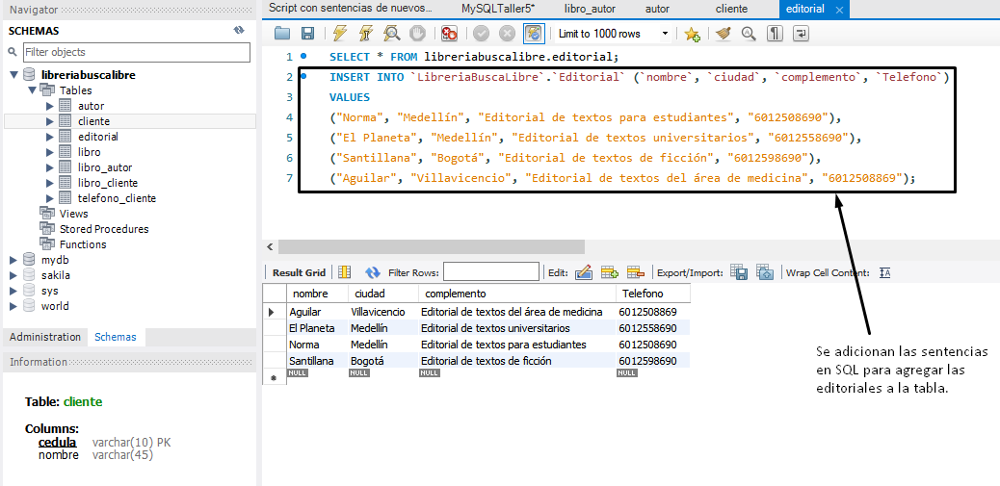 Navigator
SCHEMAS
Filter objects
libreriabuscalibre
Tables
autor
cliente
editorial
libro
libro_autor
libro_cliente
telefono_cliente
Views
Stored Procedures
Functions
mydb
sakila
sys
world
Administration Schemas
Information
Table: cliente
Columns:
cedula varchar(10) PK
nombre varchar(45)
Script con sentencias de nuevos... MySQLTaller5* libro_autor autor cliente editorial
Limit to 1000 rows
1 SELECT * FROM libreriabuscalibre.editorial;
2 INSERT INTO `LibreriaBuscaLibre`.`Editorial` (`nombre`, `ciudad`, `complemento`, `Telefono`)
3 VALUES
4 ("Norma", "Medellín", "Editorial de textos para estudiantes", "6012508690"),
5 ("El Planeta", "Medellín", "Editorial de textos universitarios", "6012558690"),
6 ("Santillana", "Bogotá", "Editorial de textos de ficción", "6012598690"),
7 ("Aguilar", "Villavicencio", "Editorial de textos del área de medicina", "6012508869");
Result Grid Filter Rows: Edit: Export/Import: Wrap Cell Content:
nombre ciudad complemento Telefono
Aguilar Villavicencio Editorial de textos del área de medicina 6012508869
El Planeta Medellín Editorial de textos universitarios 6012558690
Norma Medellín Editorial de textos para estudiantes 6012508690
Santillana Bogotá Editorial de textos de ficción 6012598690
NULL NULL NULL NULL
Se adicionan las sentencias
en SQL para agregar las
editoriales a la tabla.